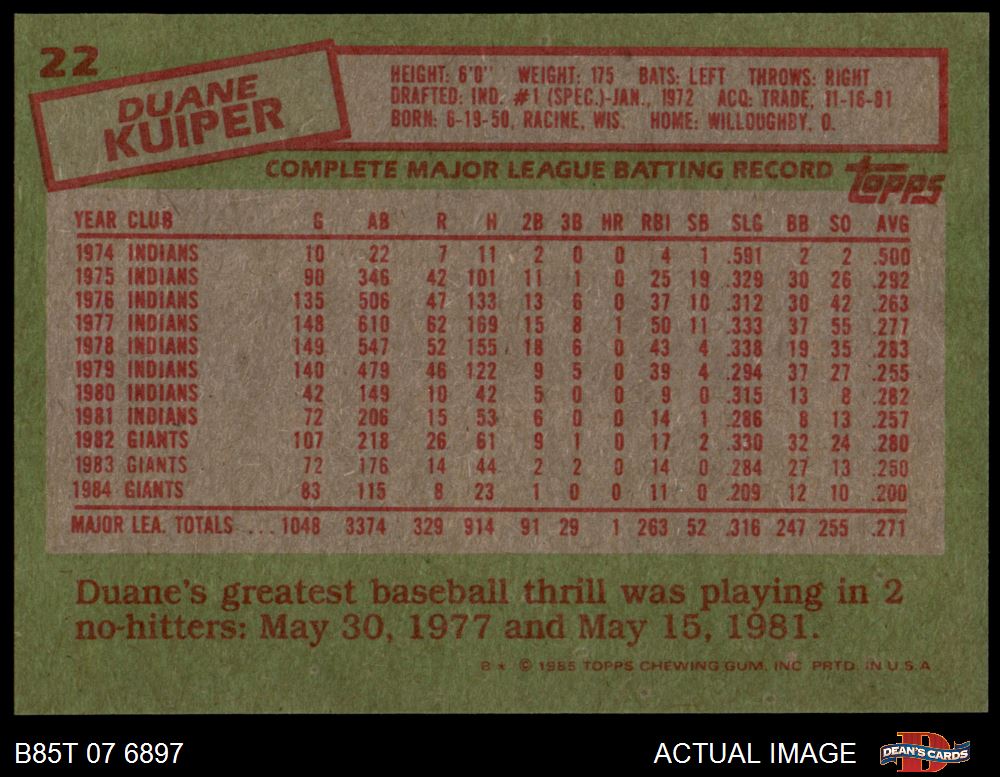 22
DUANE
KUIPER
HEIGHT: 6'0" WEIGHT: 175 BATS: LEFT THROWS: RIGHT
DRAFTED: IND. #1 (SPEC.)-JAN., 1972 ACQ: TRADE, 11-16-81
BORN: 6-19-50, RACINE, WIS. HOME: WILLOUGHBY, O.
COMPLETE MAJOR LEAGUE BATTING RECORD topps
YEAR CLUB G AB R H 2B 3B HR RBI SB SLG BB SO AVG
1974 INDIANS 10 22 7 11 2 0 0 4 1 .591 2 2 .500
1975 INDIANS 90 346 42 101 11 1 0 25 19 .329 30 26 .292
1976 INDIANS 135 506 47 133 13 6 0 37 10 .312 30 42 .263
1977 INDIANS 148 610 62 169 15 8 1 50 11 .333 37 55 .277
1978 INDIANS 149 547 52 155 18 6 0 43 4 .338 19 35 .283
1979 INDIANS 140 479 46 122 9 5 0 39 4 .294 37 27 .255
1980 INDIANS 42 149 10 42 5 0 0 9 0 .315 13 8 .282
1981 INDIANS 72 206 15 53 6 0 0 14 1 .286 8 13 .257
1982 GIANTS 107 218 26 61 9 1 0 17 2 .330 32 24 .280
1983 GIANTS 72 176 14 44 2 2 0 14 0 .284 27 13 .250
1984 GIANTS 83 115 8 23 1 0 0 11 0 .209 12 10 .200
MAJOR LEA. TOTALS ... 1048 3374 329 914 91 29 1 263 52 .316 247 255 .271
Duane's greatest baseball thrill was playing in 2
no-hitters: May 30, 1977 and May 15, 1981.
B* © 1985 TOPPS CHEWING GUM, INC. PRTD. IN U.S.A.
B85T 07 6897 ACTUAL IMAGE DEAN'S CARDS